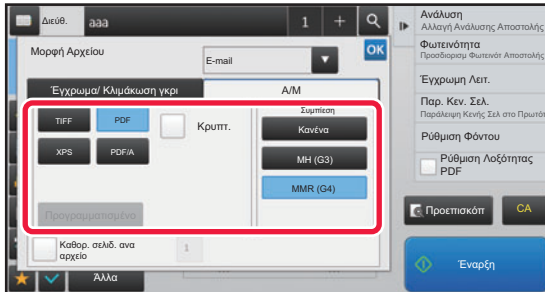 Διεύθ. aaa 1 +
Μορφή Αρχείου
E-mail
OK
Έγχρωμα/ Κλιμάκωση γκρι
Α/Μ
TIFF
PDF
Κρυπτ.
XPS
PDF/A
Προγραμματισμένο
Συμπίεση
Κανένα
MH (G3)
MMR (G4)
Καθορ. σελιδ. ανα
αρχείο
1
Άλλα
Ανάλυση
Αλλαγή Ανάλυσης Αποστολής
Φωτεινότητα
Προσδιορισμ Φωτεινότ Αποστολής
Έγχρωμη Λειτ.
Παρ. Κεν. Σελ.
Παράλειψη Κενής Σελ στο Πρωτότ
Ρύθμιση Φόντου
Ρύθμιση Λοξότητας
PDF
Προεπισκόπ
CA
Έναρξη